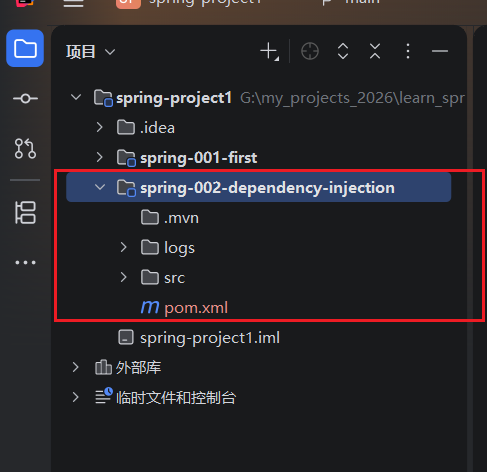 spring-project1
main
项目
spring-project1 G:\my_projects_2026\learn_spr
.idea
spring-001-first
spring-002-dependency-injection
.mvn
logs
src
m pom.xml
spring-project1.iml
外部库
临时文件和控制台